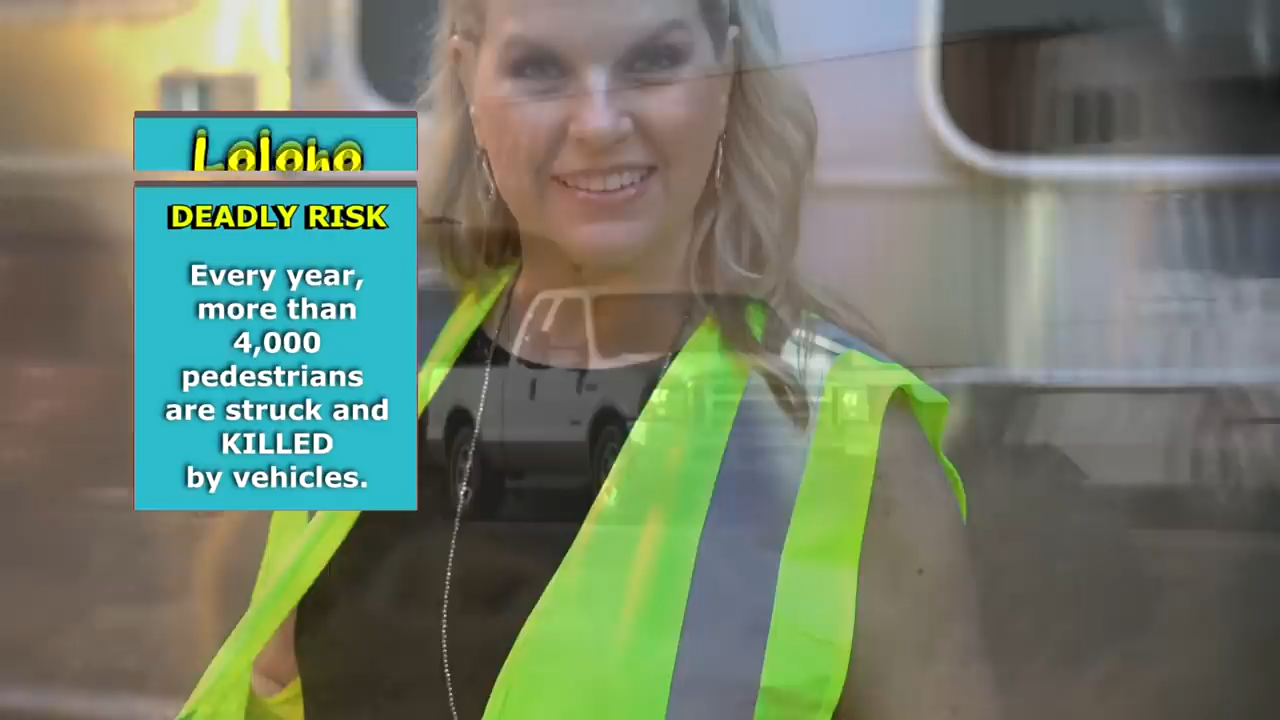 Loloho
DEADLY RISK
Every year,
more than
4,000
pedestrians
are struck and
KILLED
by vehicles.